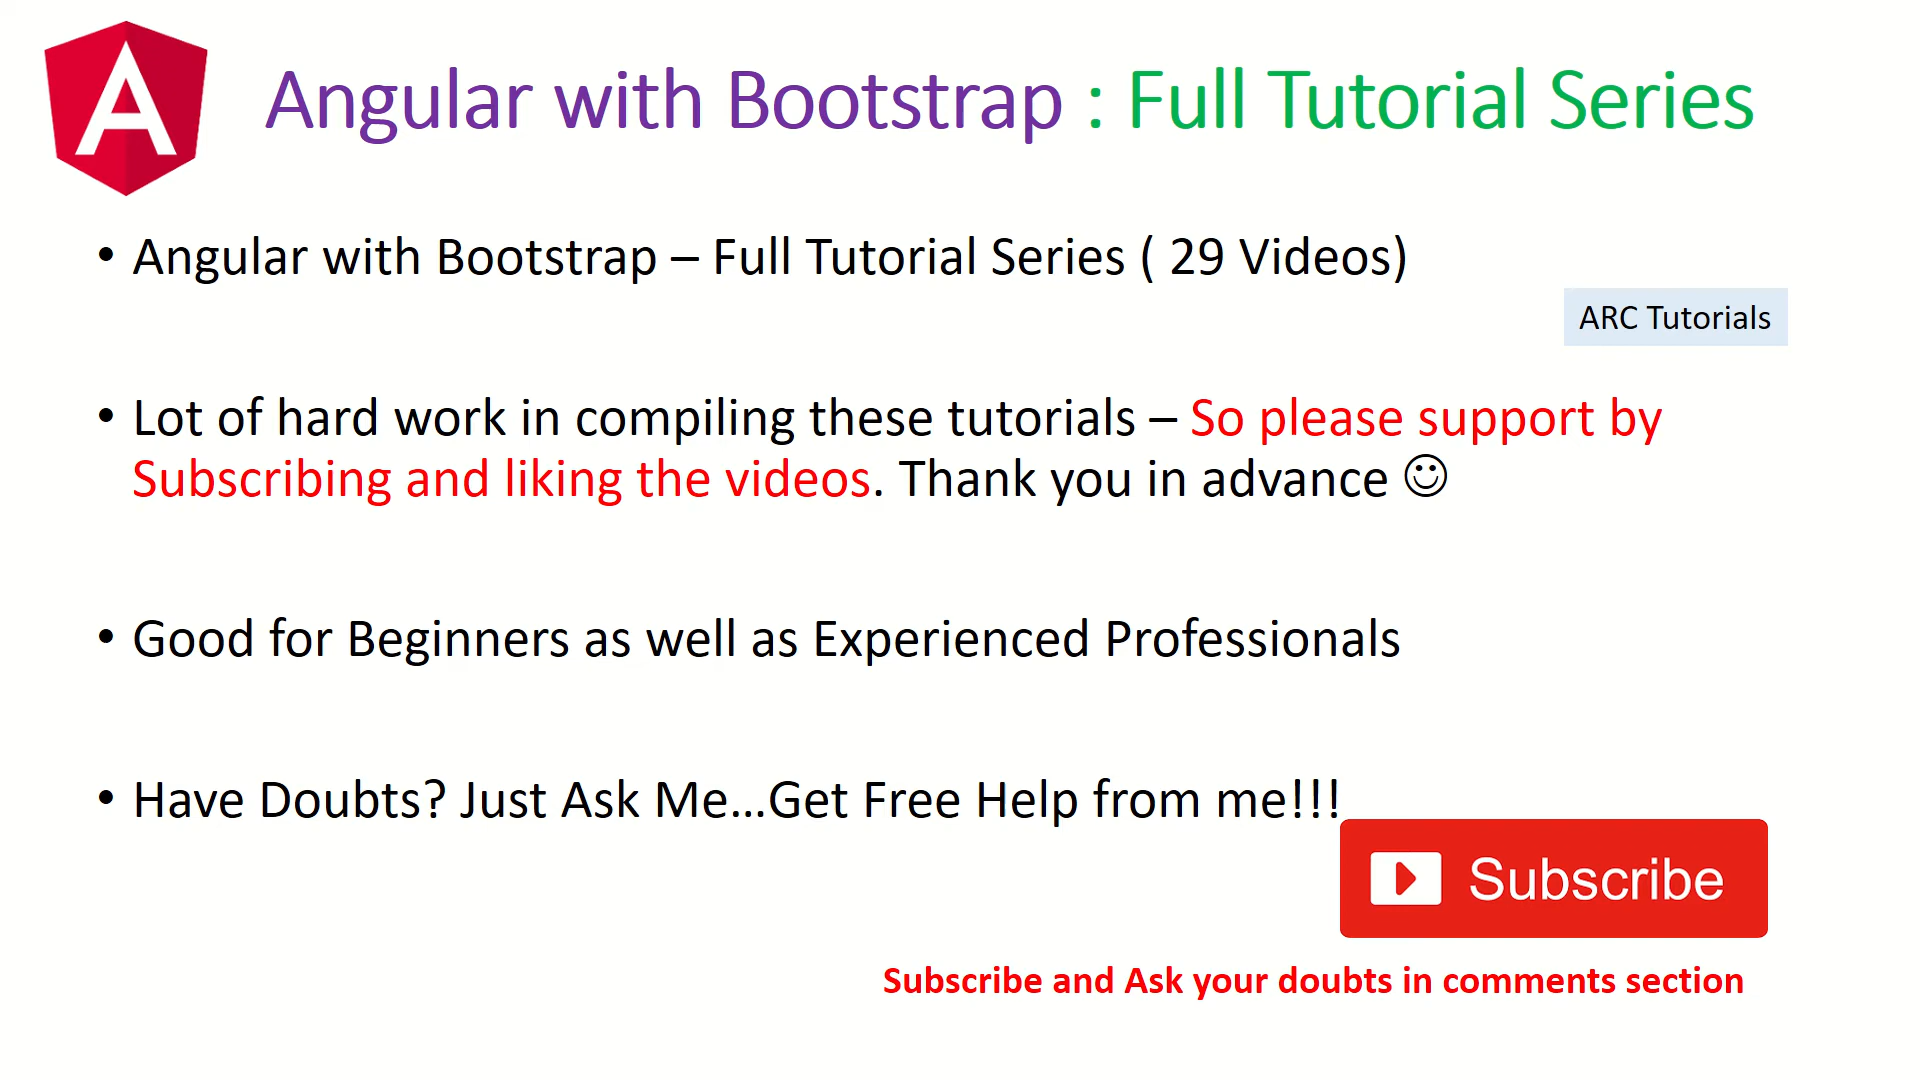 Angular with Bootstrap : Full Tutorial Series
• Angular with Bootstrap – Full Tutorial Series ( 29 Videos)
ARC Tutorials
• Lot of hard work in compiling these tutorials – So please support by
Subscribing and liking the videos. Thank you in advance ☺
• Good for Beginners as well as Experienced Professionals
• Have Doubts? Just Ask Me...Get Free Help from me!!!
Subscribe
Subscribe and Ask your doubts in comments section